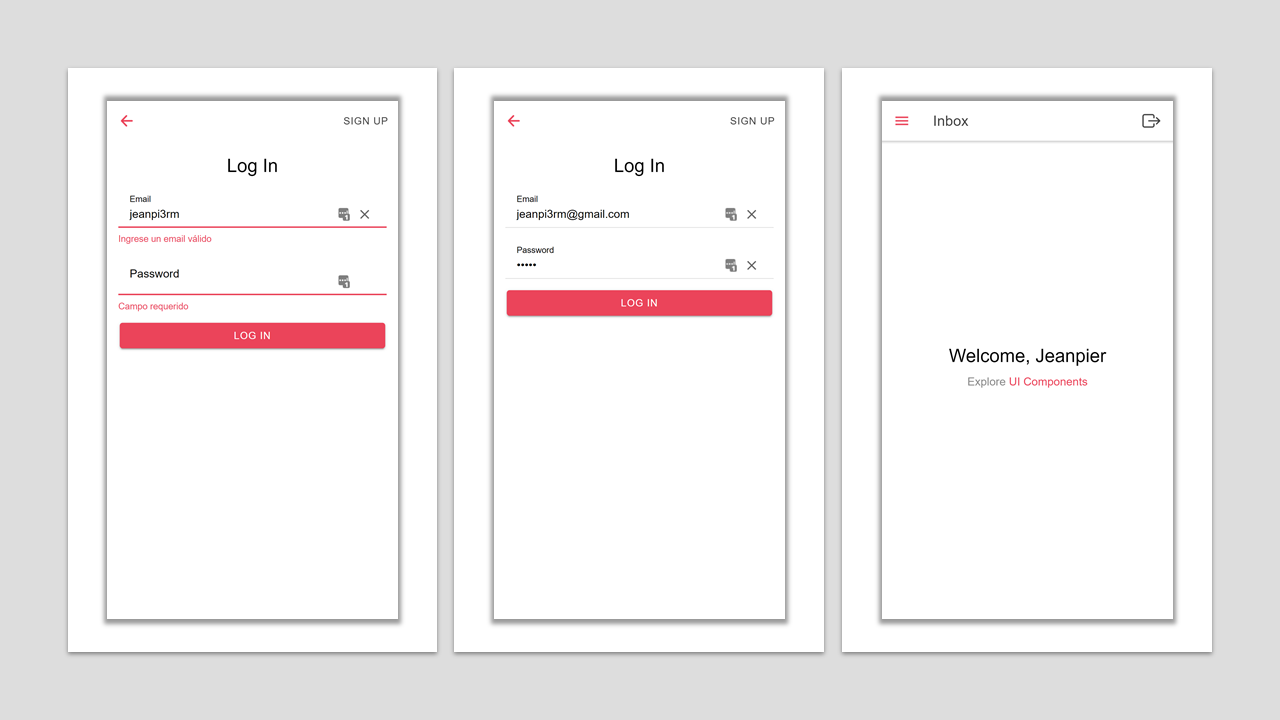 SIGN UP
Log In
Email
jeanpi3rm
Ingrese un email válido
Password
Campo requerido
LOG IN
SIGN UP
Log In
Email
jeanpi3rm@gmail.com
Password
•••••
LOG IN
Inbox
Welcome, Jeanpier
Explore UI Components